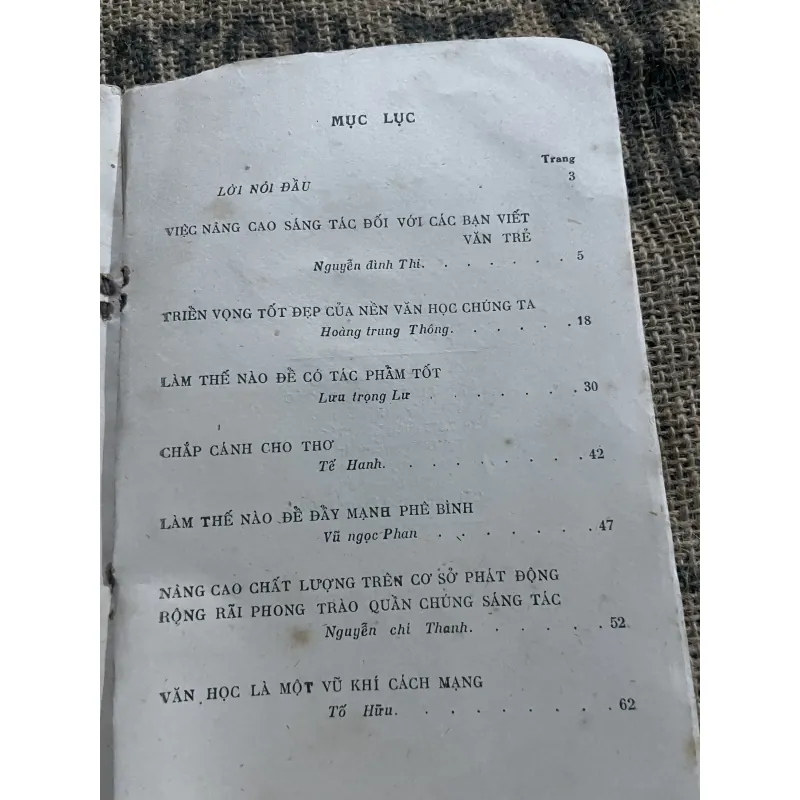 MỤC LỤC
Trang
LỜI NÓI ĐẦU 3
VIỆC NÂNG CAO SÁNG TÁC ĐỐI VỚI CÁC BẠN VIẾT
VĂN TRẺ
Nguyễn đình Thi. . . . . . . 5
TRIỂN VỌNG TỐT ĐẸP CỦA NỀN VĂN HỌC CHÚNG TA
Hoàng trung Thông. . . . . . 18
LÀM THẾ NÀO ĐỂ CÓ TÁC PHẨM TỐT
Lưu trọng Lư . . . . . . . 30
CHẮP CÁNH CHO THƠ
Tế Hanh. . . . . . . . 42
LÀM THẾ NÀO ĐỂ ĐẨY MẠNH PHÊ BÌNH
Vũ ngọc Phan . . . . . . . 47
NÂNG CAO CHẤT LƯỢNG TRÊN CƠ SỞ PHÁT ĐỘNG
RỘNG RÃI PHONG TRÀO QUẦN CHÚNG SÁNG TÁC
Nguyễn chí Thanh. . . . . . 52
VĂN HỌC LÀ MỘT VŨ KHÍ CÁCH MẠNG
Tố Hữu. . . . . . . . . 62